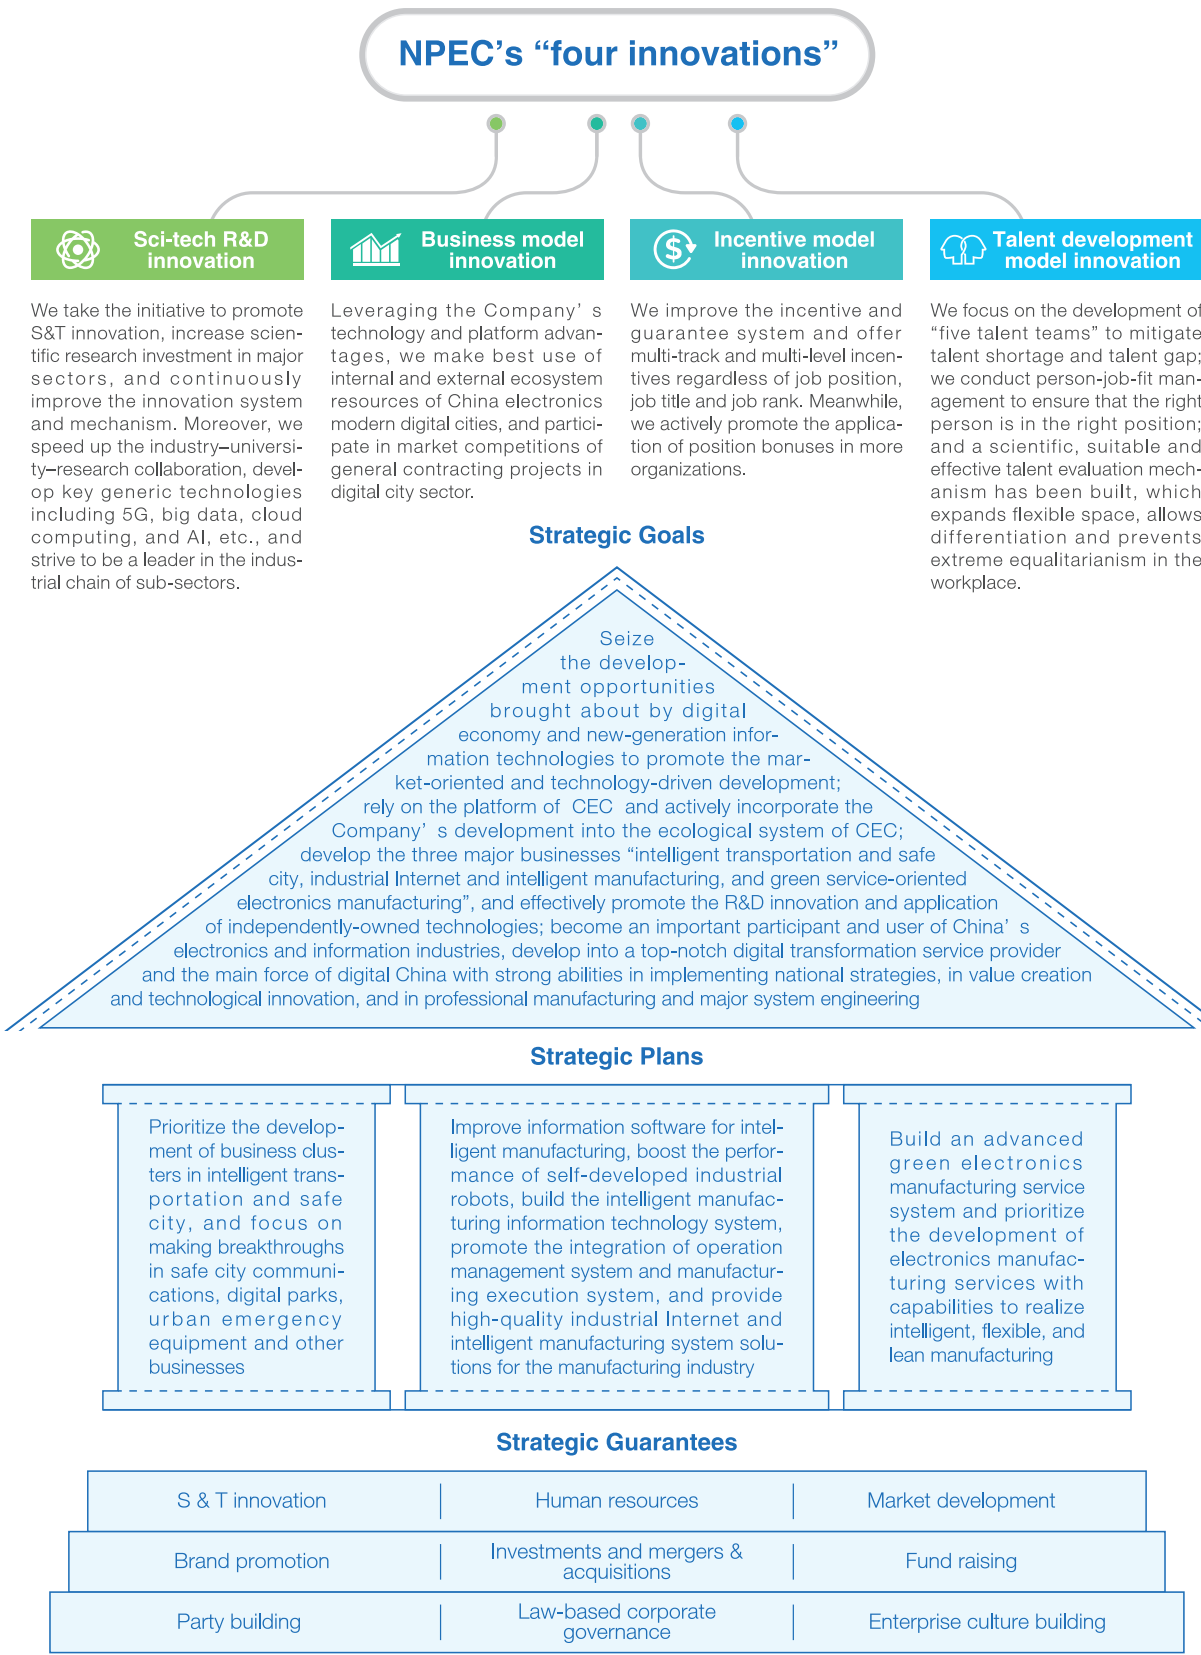 NPEC's “four innovations”
Sci-tech R&D
innovation
We take the initiative to promote
S&T innovation, increase scien-
tific research investment in major
sectors, and continuously
improve the innovation system
and mechanism. Moreover, we
speed up the industry–universi-
ty–research collaboration, devel-
op key generic technologies
including 5G, big data, cloud
computing, and AI, etc., and
strive to be a leader in the indus-
trial chain of sub-sectors.
Business model
innovation
Leveraging the Company’ s
technology and platform advan-
tages, we make best use of
internal and external ecosystem
resources of China electronics
modern digital cities, and partici-
pate in market competitions of
general contracting projects in
digital city sector.
Incentive model
innovation
We improve the incentive and
guarantee system and offer
multi-track and multi-level incen-
tives regardless of job position,
job title and job rank. Meanwhile,
we actively promote the applica-
tion of position bonuses in more
organizations.
Talent development
model innovation
We focus on the development of
“five talent teams” to mitigate
talent shortage and talent gap;
we conduct person-job-fit man-
agement to ensure that the right
person is in the right position;
and a scientific, suitable and
effective talent evaluation mech-
anism has been built, which
expands flexible space, allows
differentiation and prevents
extreme equalitarianism in the
workplace.
Strategic Goals
Seize
the develop-
ment opportunities
brought about by digital
economy and new-generation infor-
mation technologies to promote the mar-
ket-oriented and technology-driven development;
rely on the platform of CEC and actively incorporate the
Company’ s development into the ecological system of CEC;
develop the three major businesses “intelligent transportation and safe
city, industrial Internet and intelligent manufacturing, and green service-oriented
electronics manufacturing”, and effectively promote the R&D innovation and application
of independently-owned technologies; become an important participant and user of China’ s
electronics and information industries, develop into a top-notch digital transformation service provider
and the main force of digital China with strong abilities in implementing national strategies, in value creation
and technological innovation, and in professional manufacturing and major system engineering
Strategic Plans
Prioritize the develop-
ment of business clus-
ters in intelligent trans-
portation and safe
city, and focus on
making breakthroughs
in safe city communi-
cations, digital parks,
urban emergency
equipment and other
businesses
Improve information software for intel-
ligent manufacturing, boost the perfor-
mance of self-developed industrial
robots, build the intelligent manufac-
turing information technology system,
promote the integration of operation
management system and manufactur-
ing execution system, and provide
high-quality industrial Internet and
intelligent manufacturing system solu-
tions for the manufacturing industry
Build an advanced
green electronics
manufacturing service
system and prioritize
the development of
electronics manufac-
turing services with
capabilities to realize
intelligent, flexible, and
lean manufacturing
Strategic Guarantees
S & T innovation
Human resources
Market development
Brand promotion
Investments and mergers &
acquisitions
Fund raising
Party building
Law-based corporate
governance
Enterprise culture building